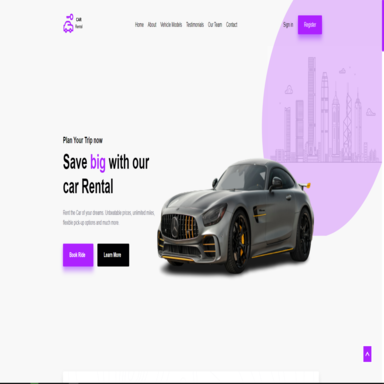 CAR
Rental
Home About Vehicle Models Testimonials Our Team Contact
Sign in Register
Plan Your Trip now
Save big with our
car Rental
Rent the Car of your dreams. Unbeatable prices, unlimited miles,
flexible pick-up options and much more.
Book Ride Learn More